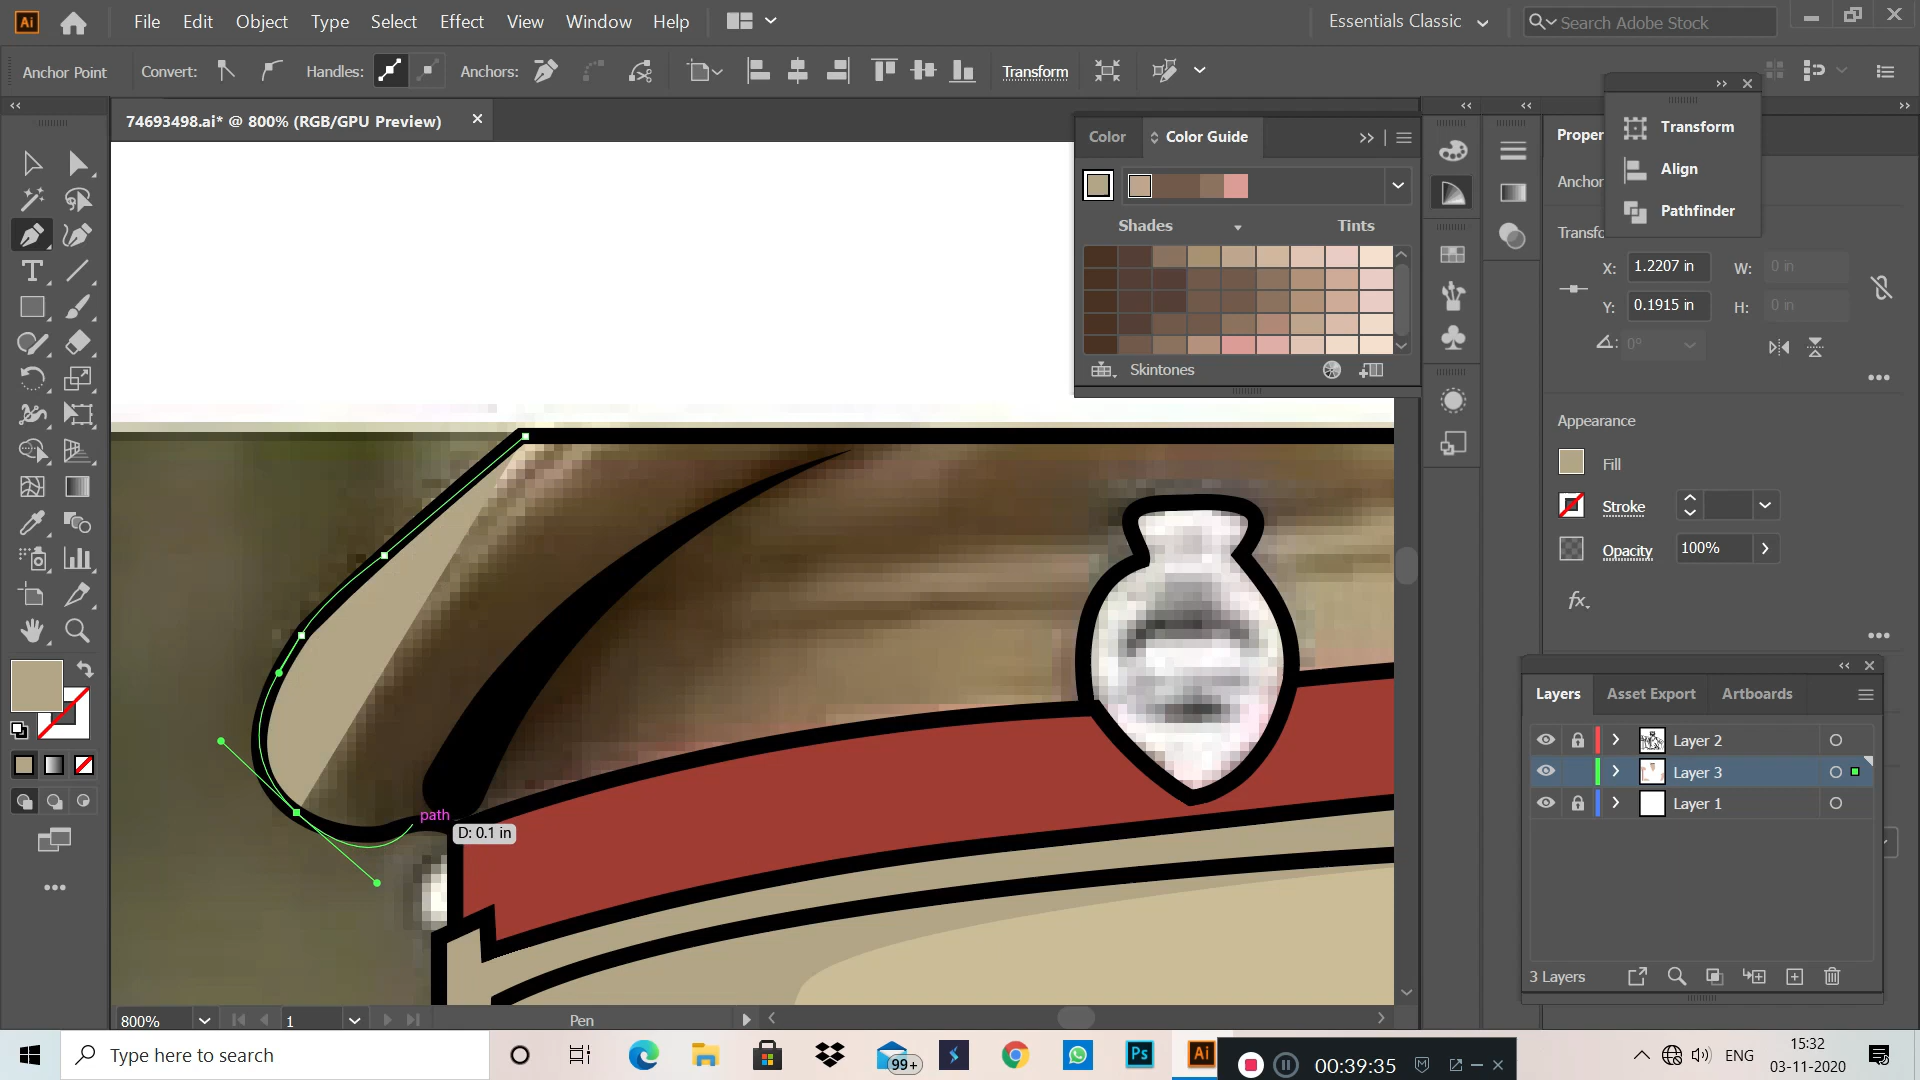 Ai File Edit Object Type Select Effect View Window Help Essentials Classic Search Adobe Stock
Anchor Point Convert: Handles: Anchors: Transform
74693498.ai* @ 800% (RGB/GPU Preview)
Color Color Guide
Shades Tints
Skintones
Transform
Align
Pathfinder
Proper
Anchor
Transfo
X: 1.2207 in W: 0 in
Y: 0.1915 in H: 0 in
0°
Appearance
Fill
Stroke
Opacity 100%
fx.
path
D: 0.1 in
Layers Asset Export Artboards
Layer 2
Layer 3
Layer 1
3 Layers
800% 1 Pen
Type here to search 99+ Ps Ai 00:39:35 ENG 15:32
03-11-2020